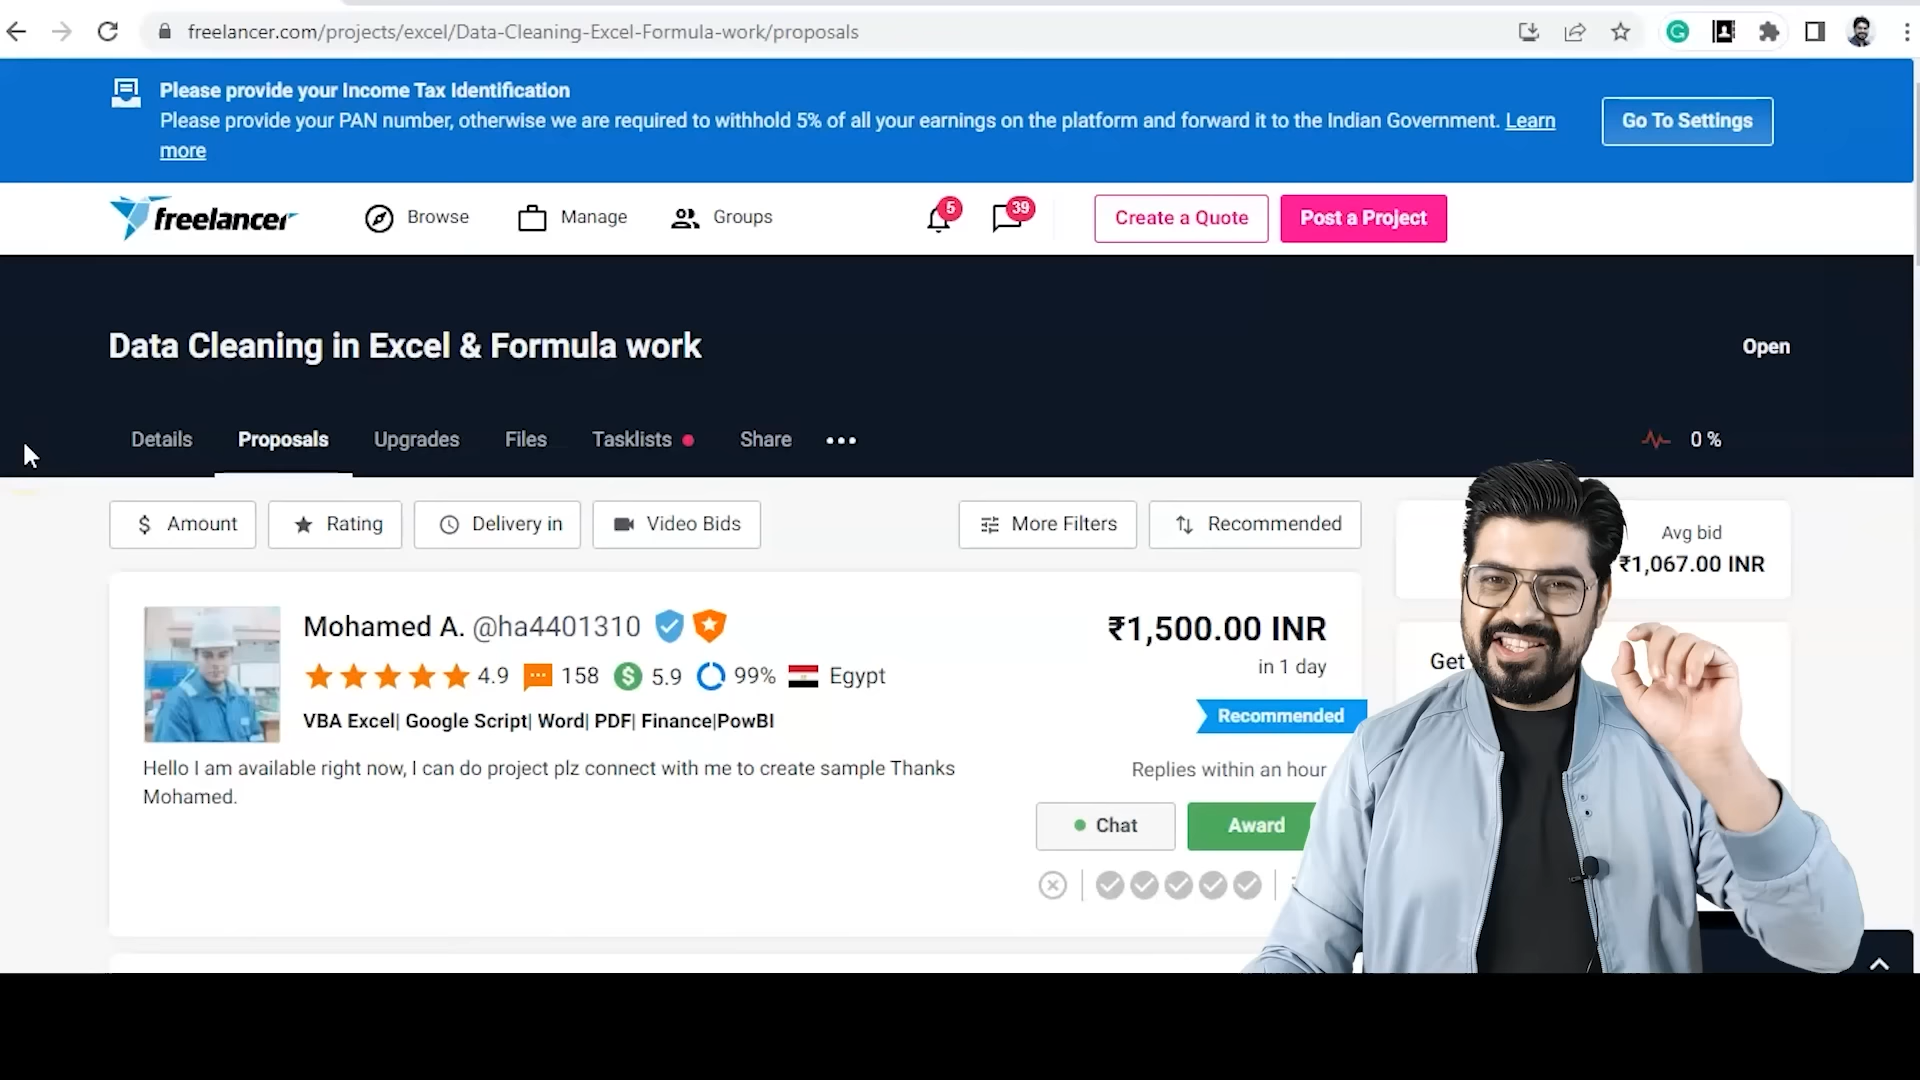 freelancer.com/projects/excel/Data-Cleaning-Excel-Formula-work/proposals
Please provide your Income Tax Identification
Please provide your PAN number, otherwise we are required to withhold 5% of all your earnings on the platform and forward it to the Indian Government. Learn
more
Go To Settings
freelancer
Browse
Manage
Groups
5
39
Create a Quote
Post a Project
Data Cleaning in Excel & Formula work
Open
Details
Proposals
Upgrades
Files
Tasklists
Share
0 %
$ Amount
Rating
Delivery in
Video Bids
More Filters
Recommended
Avg bid
₹1,067.00 INR
Mohamed A. @ha4401310
4.9 158 $ 5.9 99% Egypt
VBA Excel| Google Script| Word| PDF| Finance|PowBI
Hello I am available right now, I can do project plz connect with me to create sample Thanks
Mohamed.
₹1,500.00 INR
in 1 day
Recommended
Replies within an hour
Chat
Award
Get